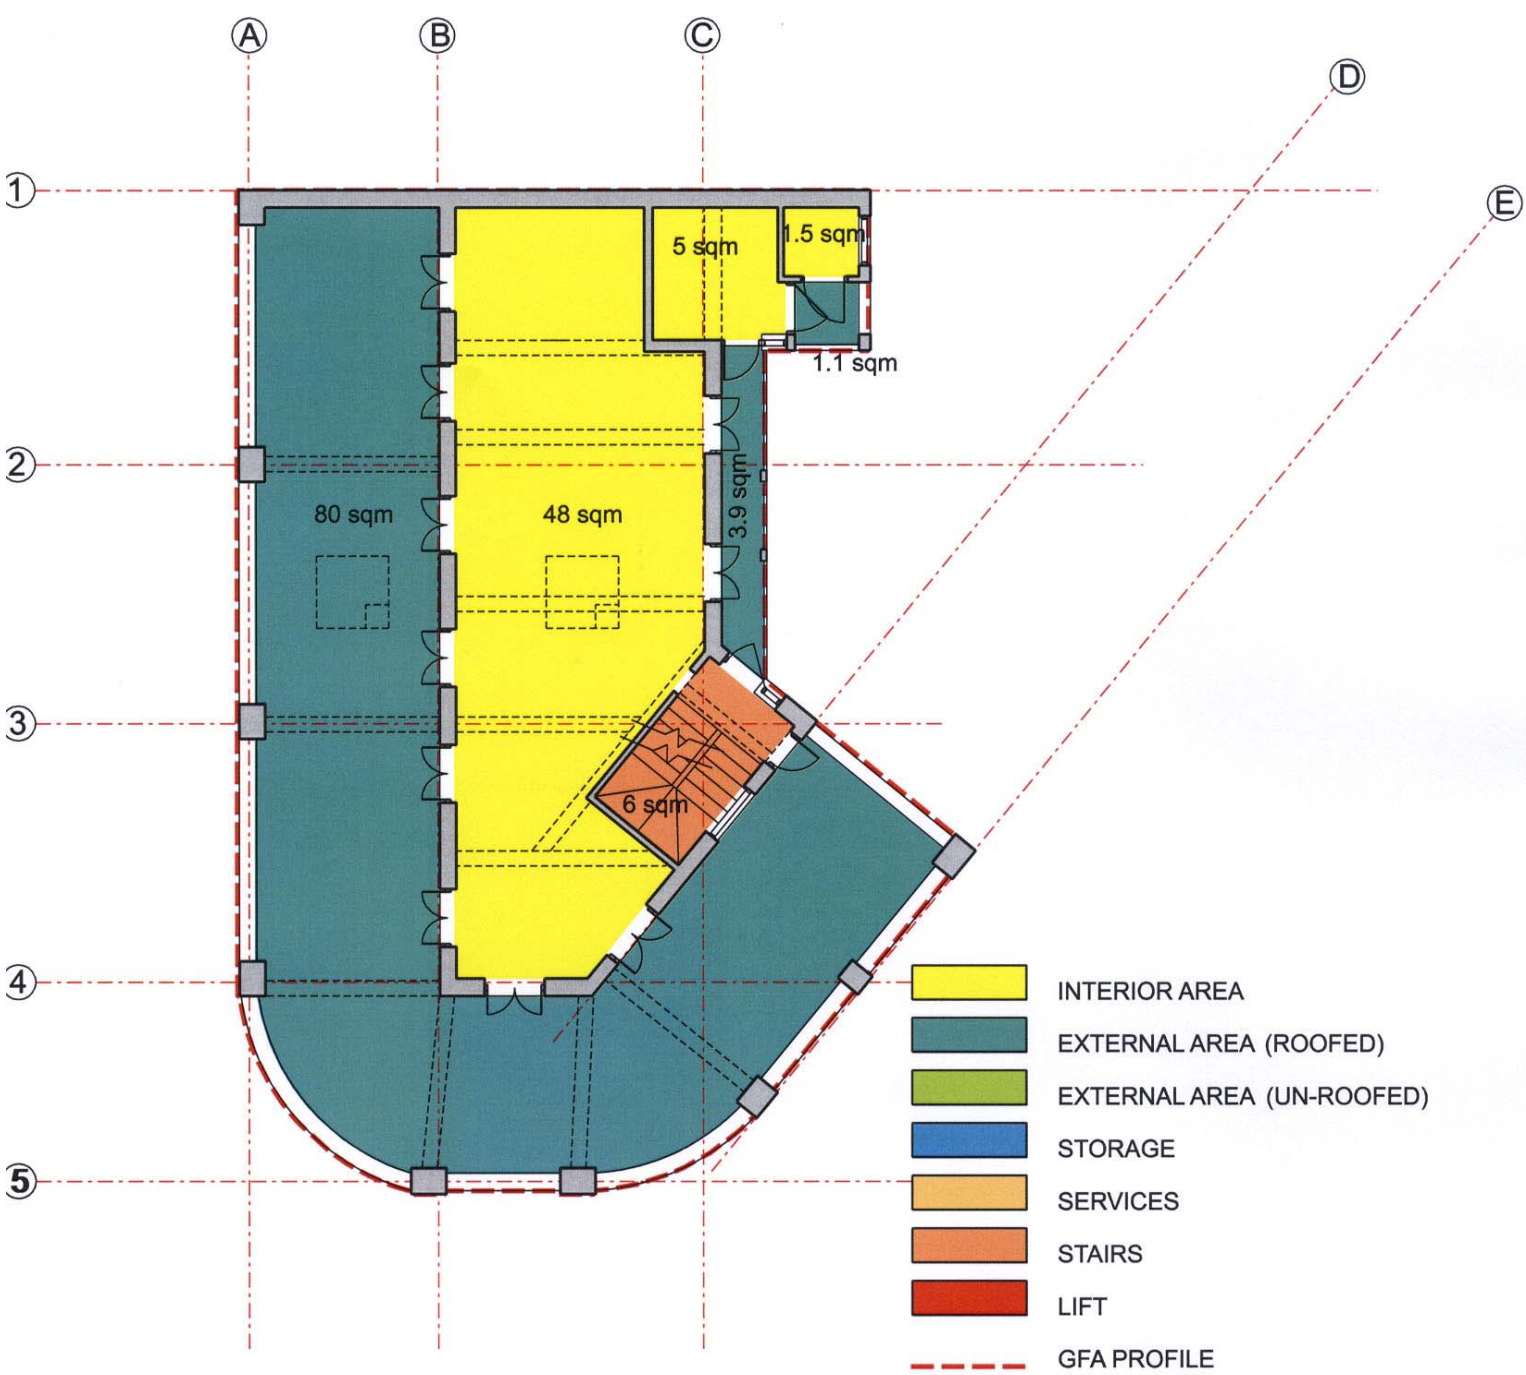 A
B
C
D
E
1
5 sqm
1.5 sqm
1.1 sqm
2
3.9 sqm
80 sqm
48 sqm
3
6 sqm
4
5
INTERIOR AREA
EXTERNAL AREA (ROOFED)
EXTERNAL AREA (UN-ROOFED)
STORAGE
SERVICES
STAIRS
LIFT
GFA PROFILE